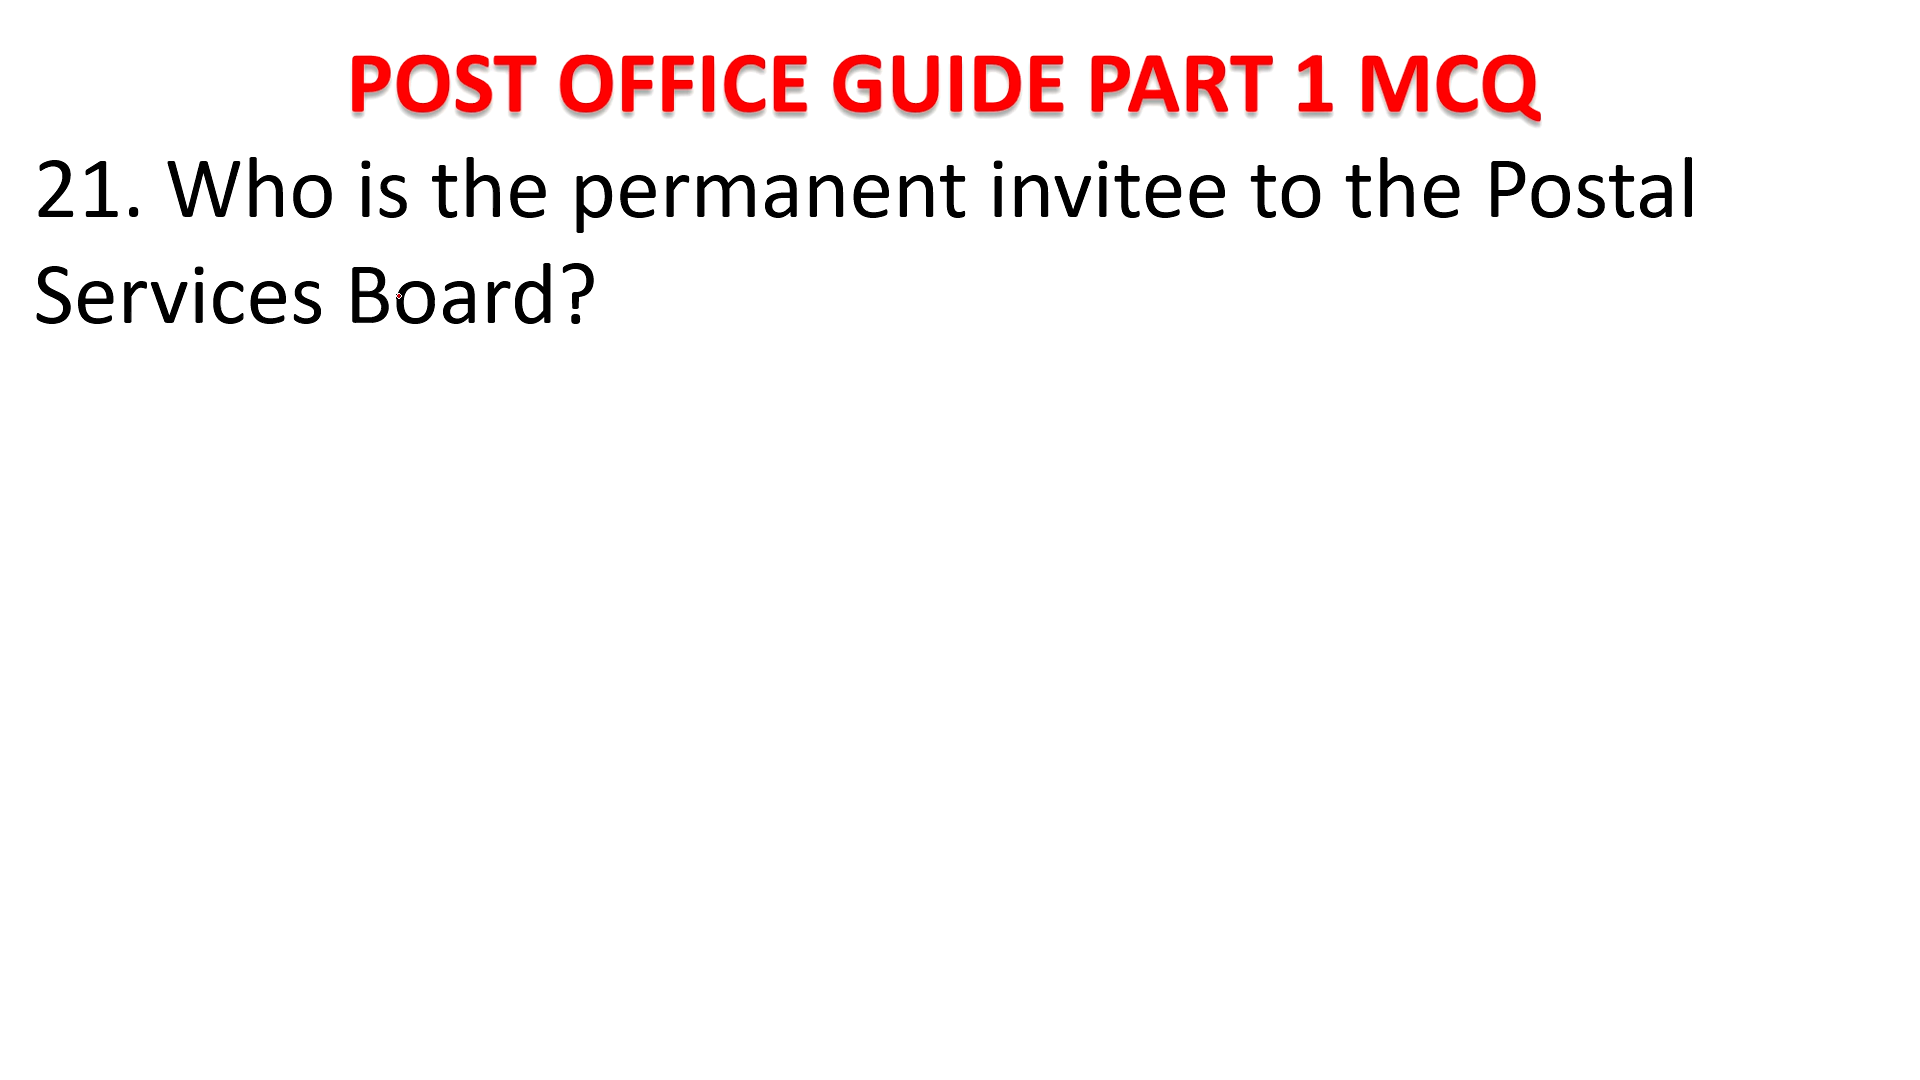 POST OFFICE GUIDE PART 1 MCQ
21. Who is the permanent invitee to the Postal
Services Board?